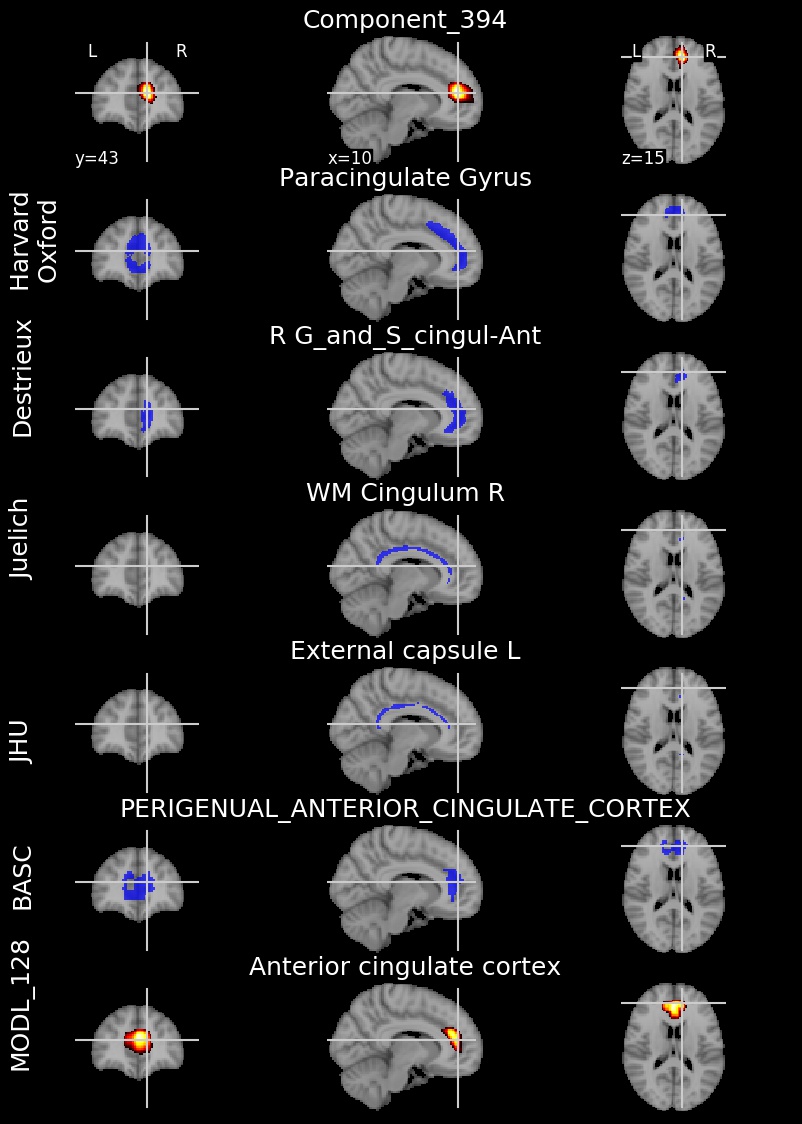 Component_394
L R
L R
y=43
x=10
z=15
Paracingulate Gyrus
Harvard
Oxford
R G_and_S_cingul-Ant
Destrieux
WM Cingulum R
Juelich
External capsule L
JHU
PERIGENUAL_ANTERIOR_CINGULATE_CORTEX
BASC
Anterior cingulate cortex
MODL_128